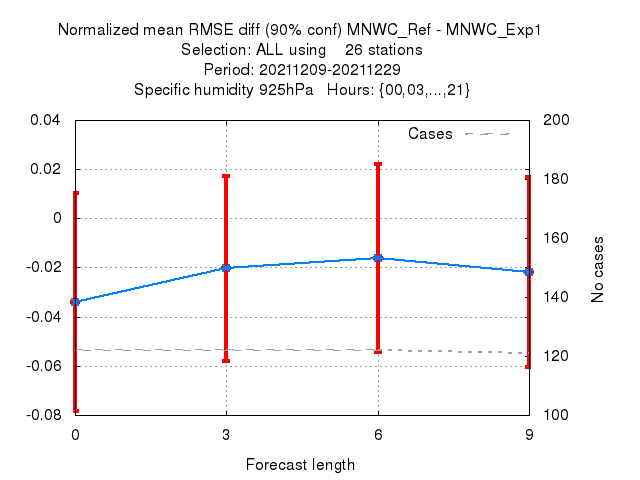 Normalized mean RMSE diff (90% conf) MNWC_Ref - MNWC_Exp1
Selection: ALL using 26 stations
Period: 20211209-20211229
Specific humidity 925hPa Hours: {00,03,...,21}
Cases
0.04
0.02
0
-0.02
-0.04
-0.06
-0.08
200
180
160
140
120
100
No cases
0 3 6 9
Forecast length